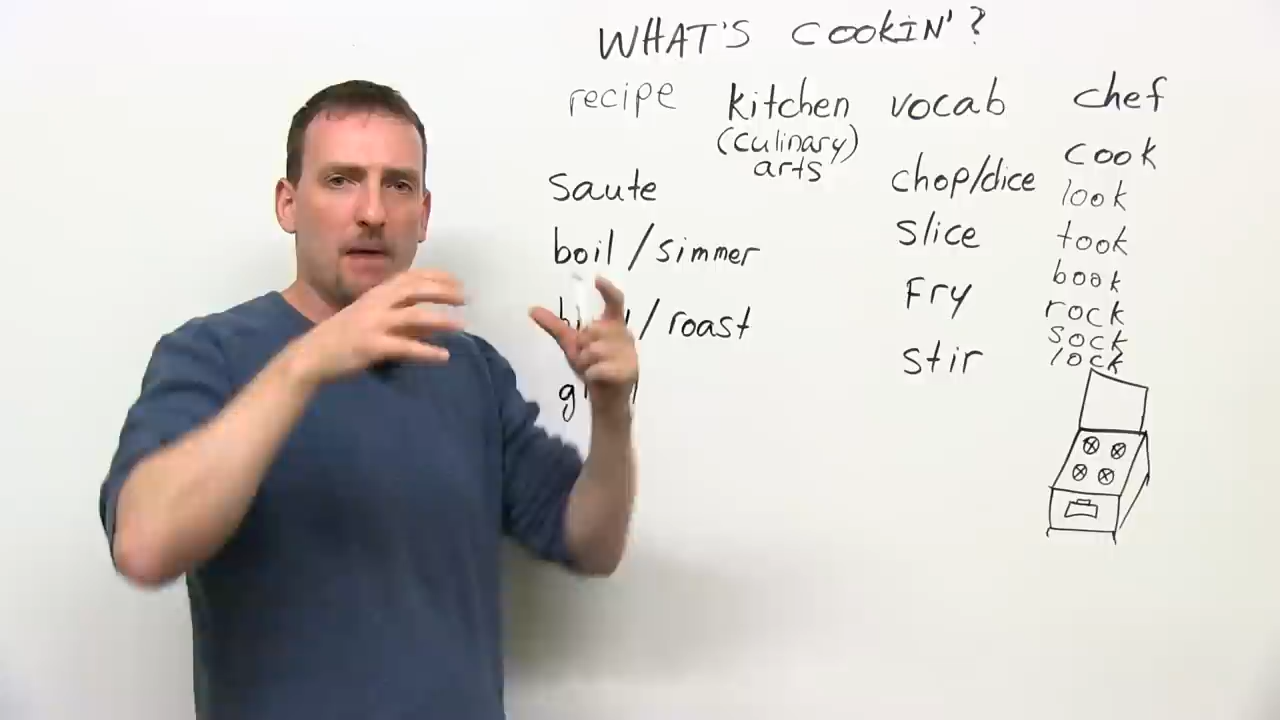 WHAT'S COOKIN'?
recipe kitchen vocab chef
(culinary)
arts
saute
boil / simmer
/ roast
chop/dice
slice
Fry
stir
cook
look
took
book
rock
sock
lock